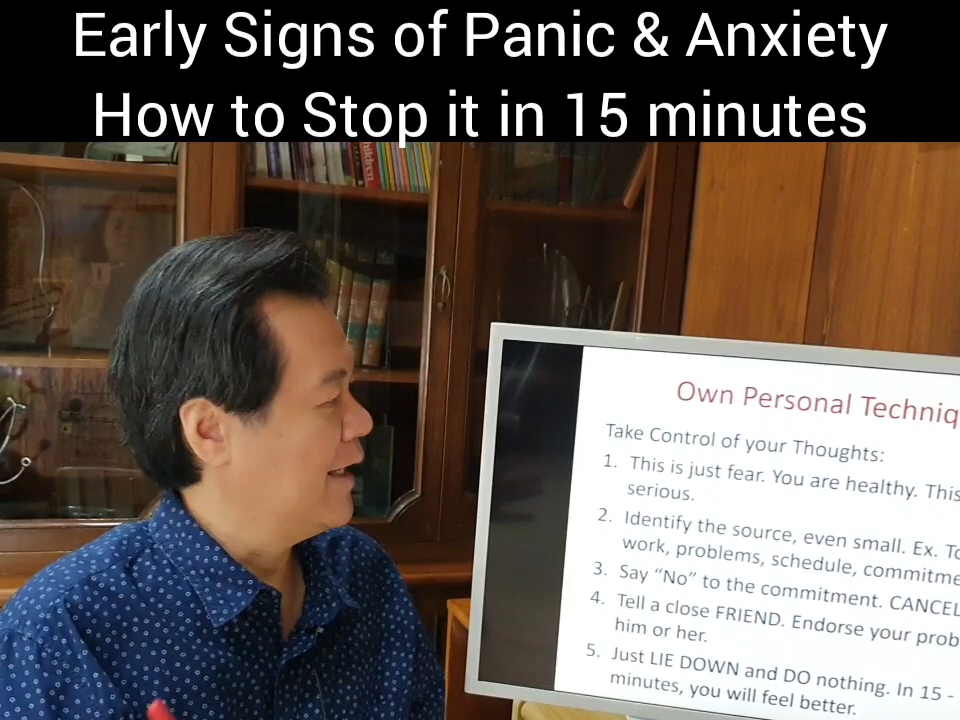 Early Signs of Panic & Anxiety
How to Stop it in 15 minutes
children
Own Personal Techniq
Take Control of your Thoughts:
1. This is just fear. You are healthy. This
serious.
2. Identify the source, even small. Ex. To
work, problems, schedule, commitme
3. Say “No” to the commitment. CANCEL
4. Tell a close FRIEND. Endorse your prob
him or her.
5. Just LIE DOWN and DO nothing. In 15 -
minutes, you will feel better.